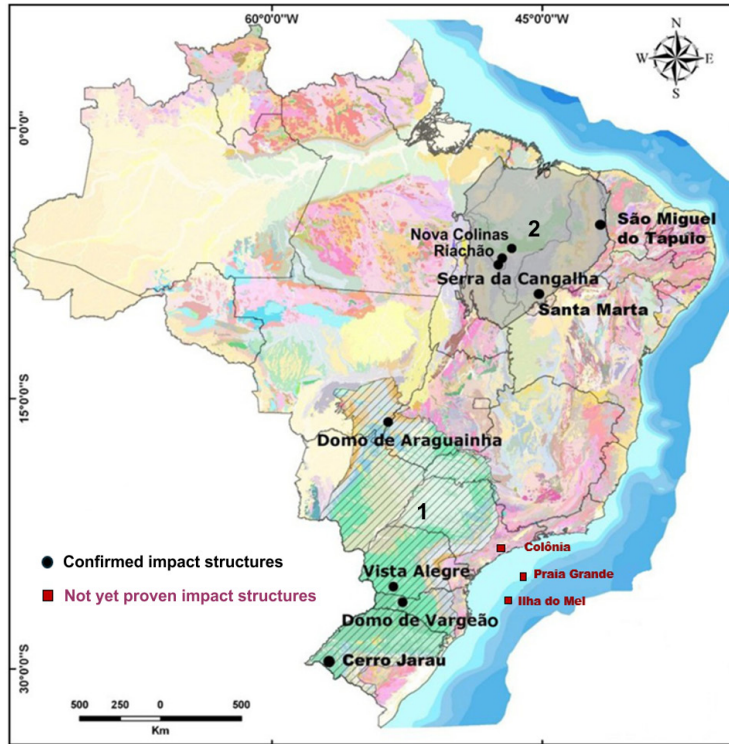 60°0'0"W
45°0'0"W
N
W
E
S
0°0'0"
2
São Miguel
do Tapuio
Nova Colinas
Riachão
Serra da Cangalha
Santa Marta
15°0'0"S
Domo de Araguainha
1
Colônia
Confirmed impact structures
Vista Alegre
Praia Grande
Not yet proven impact structures
Ilha do Mel
Domo de Vargeão
Cerro Jarau
30°0'0"S
500 250 0 500
Km